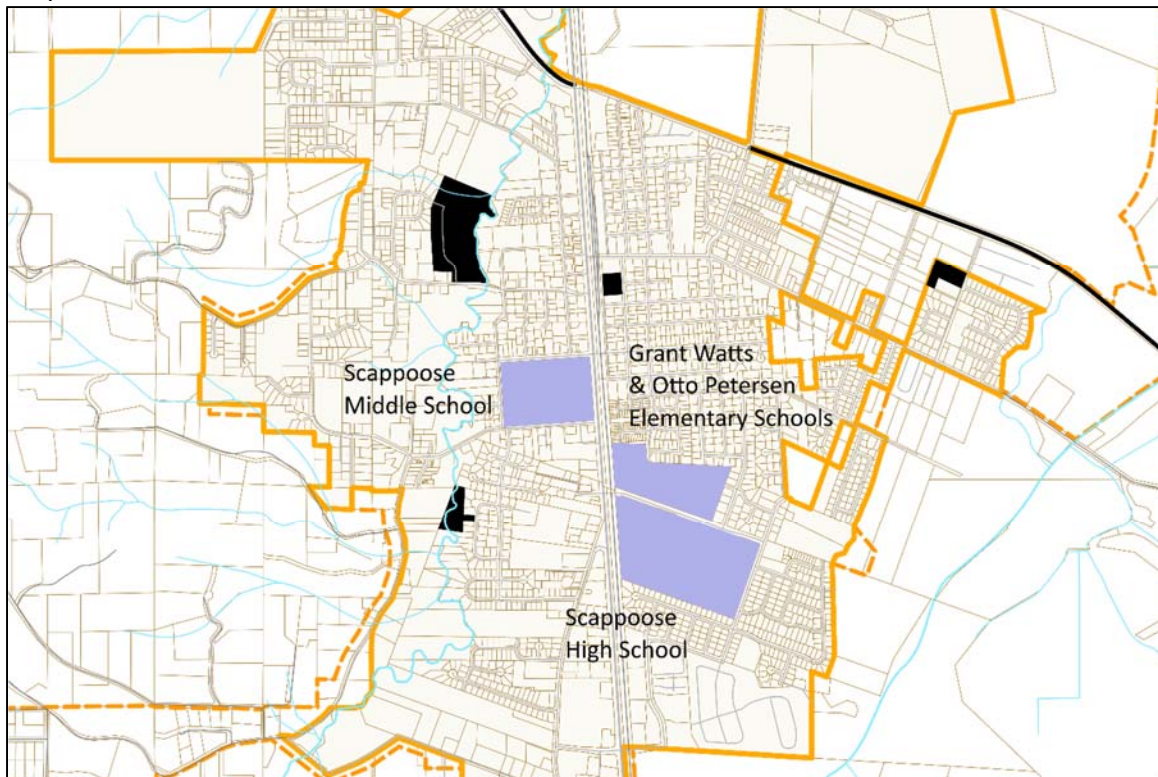 Scappoose
Middle School
Grant Watts
& Otto Petersen
Elementary Schools
Scappoose
High School